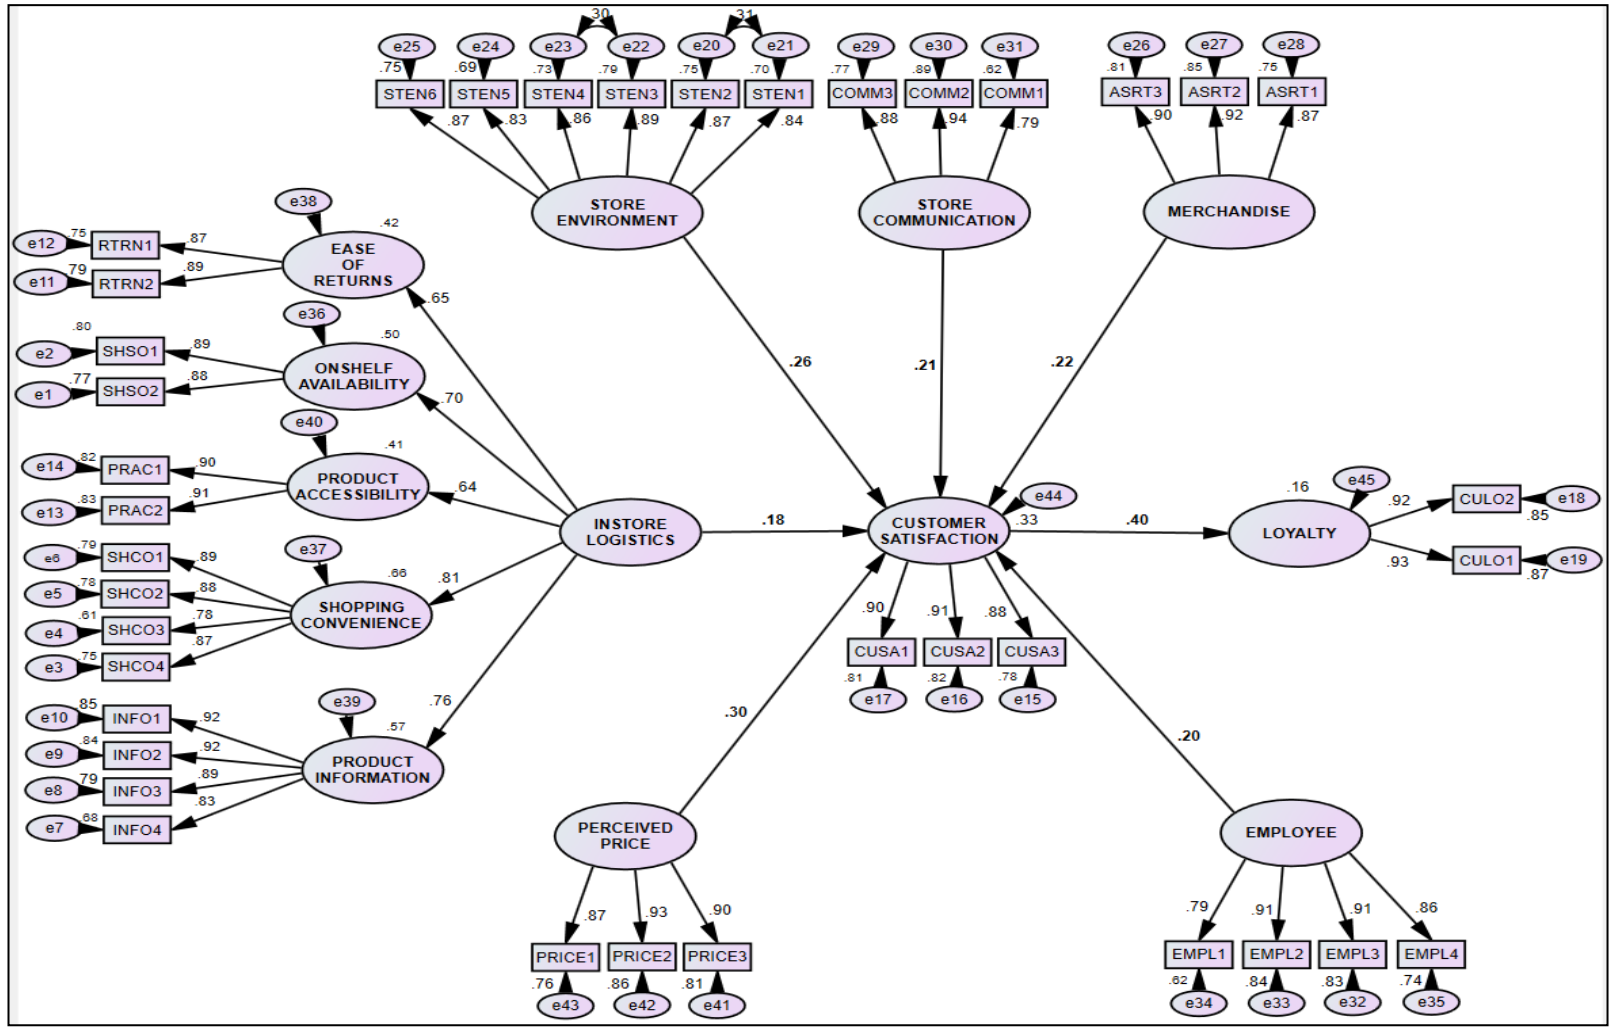 .30 .31
e25 e24 e23 e22 e20 e21 e29 e30 e31 e26 e27 e28
.75 .69 .73 .79 .75 .70 .77 .89 .62 .81 .85 .75
STEN6 STEN5 STEN4 STEN3 STEN2 STEN1 COMM3 COMM2 COMM1 ASRT3 ASRT2 ASRT1
.87 .83 .86 .89 .87 .84 .88 .94 .79 .90 .92 .87
STORE
ENVIRONMENT
STORE
COMMUNICATION
MERCHANDISE
e38
.42
e12 .75 RTRN1 .87
e11 .79 RTRN2 .89
EASE
OF
RETURNS
.65
e36
.50
.80
e2 SHSO1 .89
e1 .77 SHSO2 .88
ONSHELF
AVAILABILITY
.70
.26 .21 .22
e40
.41
e14 .82 PRAC1 .90
e13 .83 PRAC2 .91
PRODUCT
ACCESSIBILITY
.64
INSTORE
LOGISTICS
.18
CUSTOMER
SATISFACTION
e44
.33
.40
.16
e45
LOYALTY
.92 CULO2 e18
.85
.93 CULO1 e19
.87
e37
.66
e6 .79 SHCO1 .89
e5 .78 SHCO2 .88
e4 .61 SHCO3 .78
e3 .75 SHCO4 .87
SHOPPING
CONVENIENCE
.81
.90 .91 .88
CUSA1 CUSA2 CUSA3
.81 .82 .78
e17 e16 e15
e39
.57
.76
e10 .85 INFO1 .92
e9 .84 INFO2 .92
e8 .79 INFO3 .89
e7 .68 INFO4 .83
PRODUCT
INFORMATION
.30 .20
PERCEIVED
PRICE
EMPLOYEE
.87 .93 .90
PRICE1 PRICE2 PRICE3
.76 .86 .81
e43 e42 e41
.79 .91 .91 .86
EMPL1 EMPL2 EMPL3 EMPL4
.62 .84 .83 .74
e34 e33 e32 e35